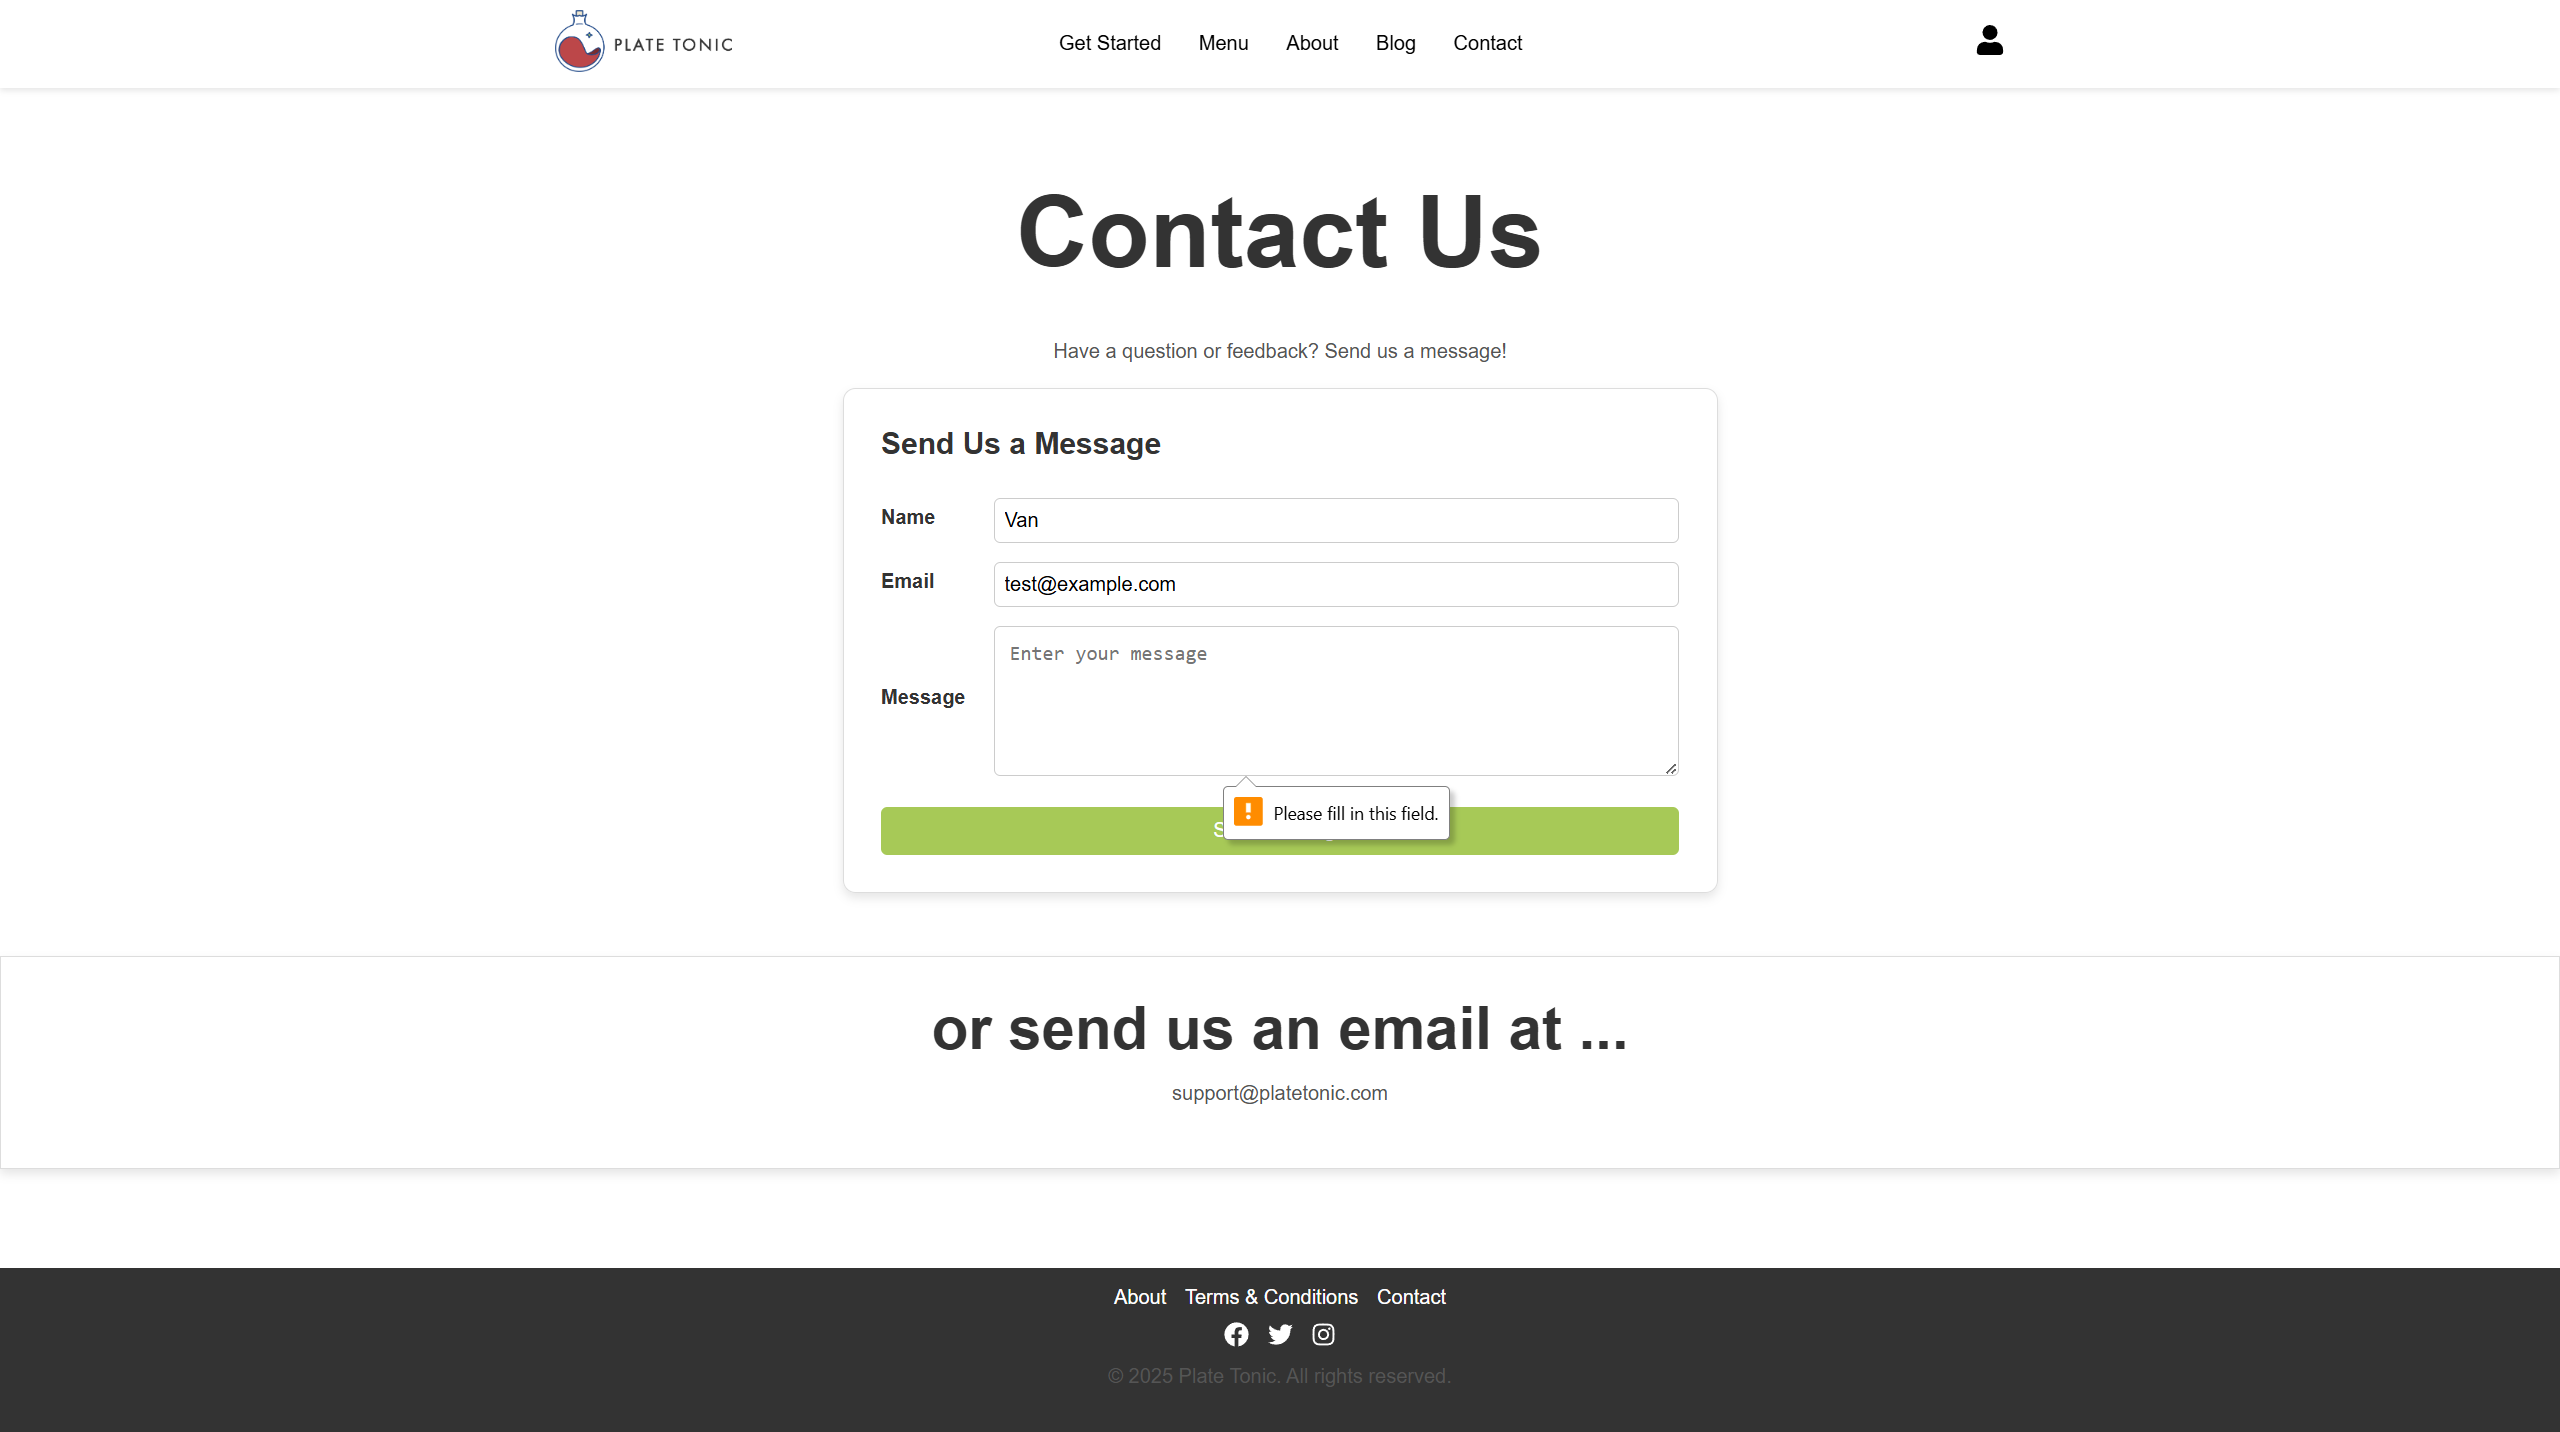 PLATE TONIC
Get Started Menu About Blog Contact
Contact Us
Have a question or feedback? Send us a message!
Send Us a Message
Name Van
Email test@example.com
Message Enter your message
Please fill in this field.
or send us an email at ...
support@platetonic.com
About Terms & Conditions Contact
© 2025 Plate Tonic. All rights reserved.